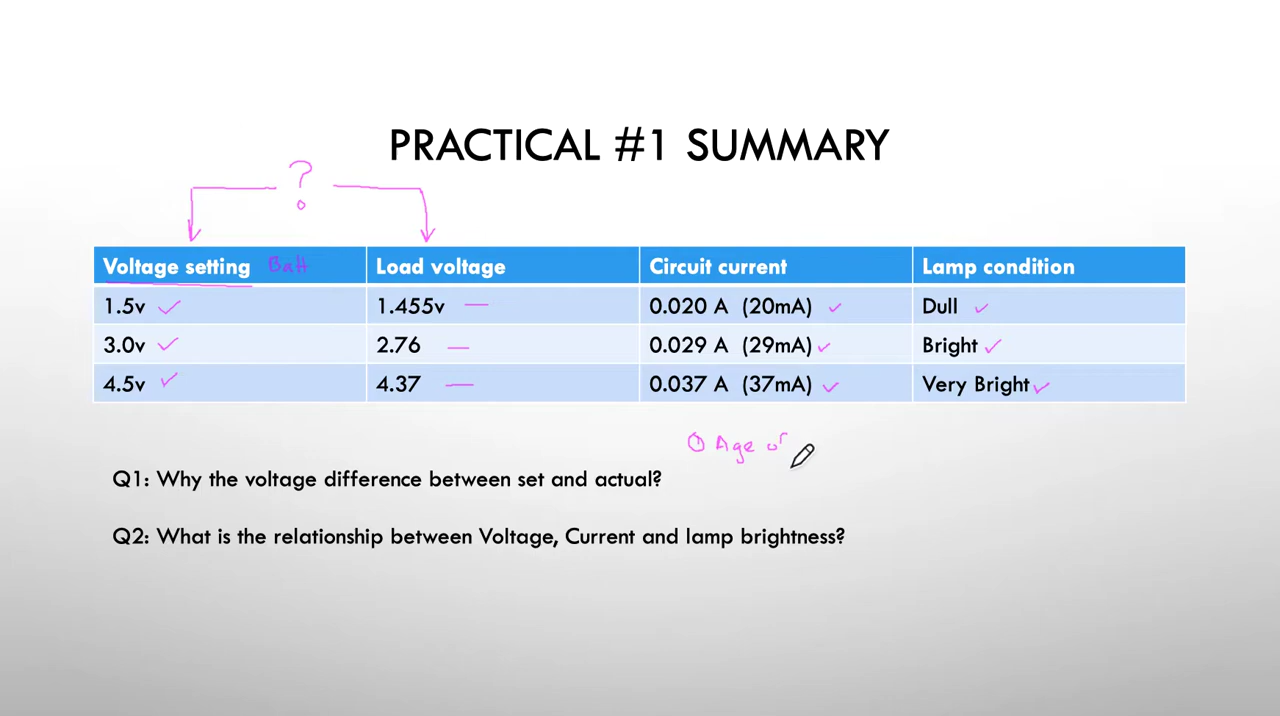 PRACTICAL #1 SUMMARY
?
Voltage setting Batt Load voltage Circuit current Lamp condition
1.5v 1.455v 0.020 A (20mA) Dull
3.0v 2.76 0.029 A (29mA) Bright
4.5v 4.37 0.037 A (37mA) Very Bright
① Age of
Q1: Why the voltage difference between set and actual?
Q2: What is the relationship between Voltage, Current and lamp brightness?